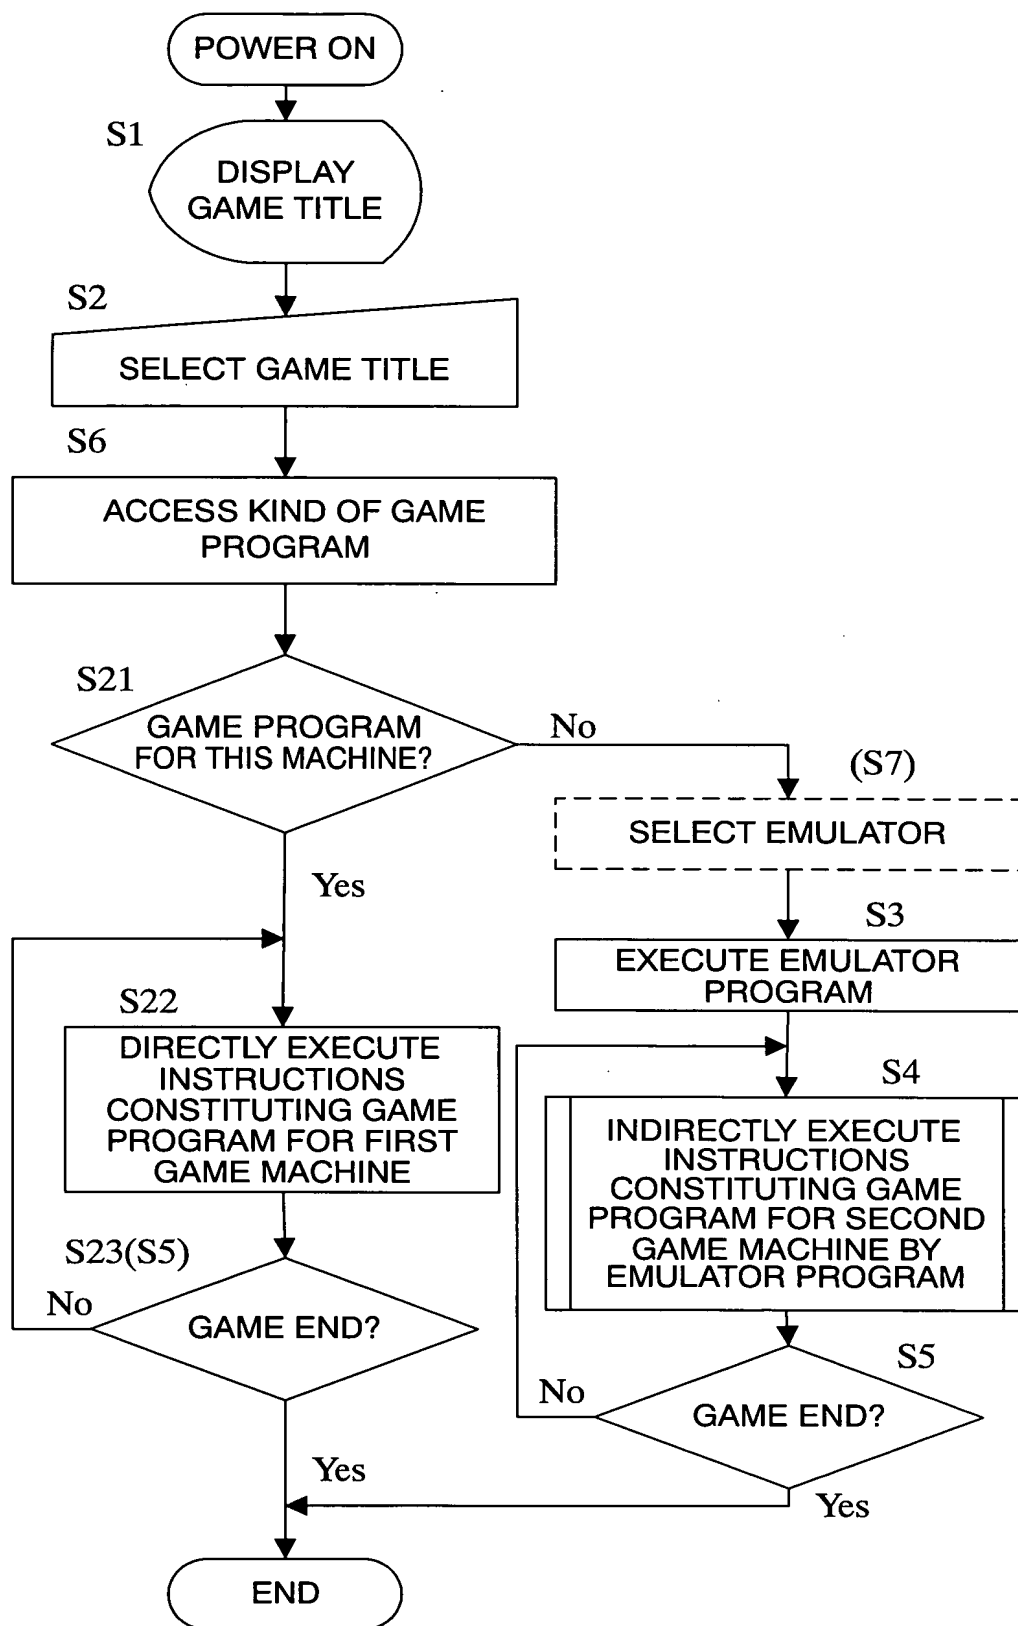 POWER ON
S1
DISPLAY
GAME TITLE
S2
SELECT GAME TITLE
S6
ACCESS KIND OF GAME
PROGRAM
S21
GAME PROGRAM
FOR THIS MACHINE?
No
(S7)
SELECT EMULATOR
Yes
S3
EXECUTE EMULATOR
PROGRAM
S22
DIRECTLY EXECUTE
INSTRUCTIONS
CONSTITUTING GAME
PROGRAM FOR FIRST
GAME MACHINE
S4
INDIRECTLY EXECUTE
INSTRUCTIONS
CONSTITUTING GAME
PROGRAM FOR SECOND
GAME MACHINE BY
EMULATOR PROGRAM
S23(S5)
No
GAME END?
S5
No
GAME END?
Yes
Yes
END